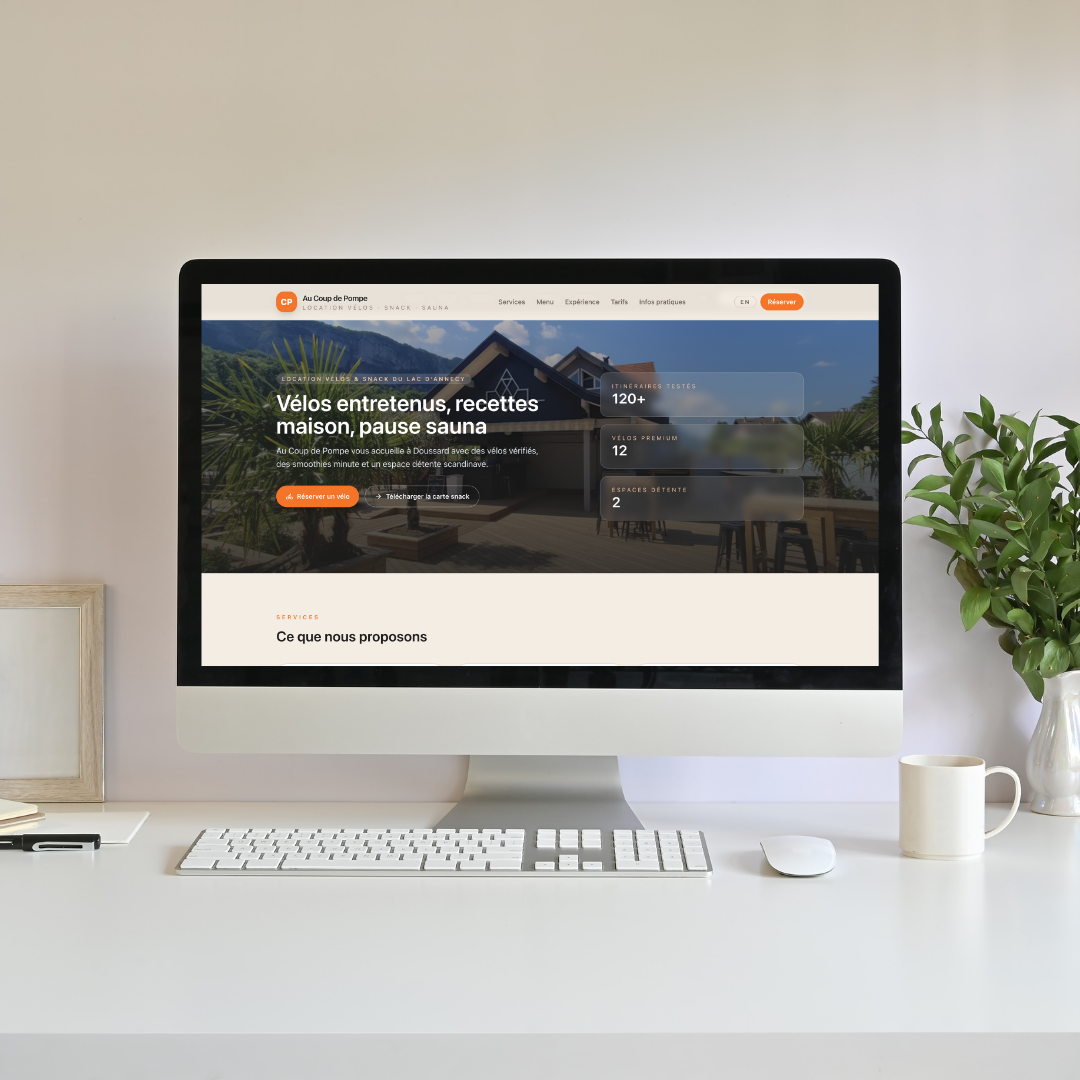 CP
Au Coup de Pompe
LOCATION VÉLOS · SNACK · SAUNA
Services
Menu
Expérience
Tarifs
Infos pratiques
EN
Réserver
LOCATION VÉLOS & SNACK DU LAC D'ANNECY
Vélos entretenus, recettes
maison, pause sauna
Au Coup de Pompe vous accueille à Doussard avec des vélos vérifiés,
des smoothies minute et un espace détente scandinave.
Réserver un vélo
Télécharger la carte snack
ITINÉRAIRES TESTÉS
120+
VÉLOS PREMIUM
12
ESPACES DÉTENTE
2
SERVICES
Ce que nous proposons